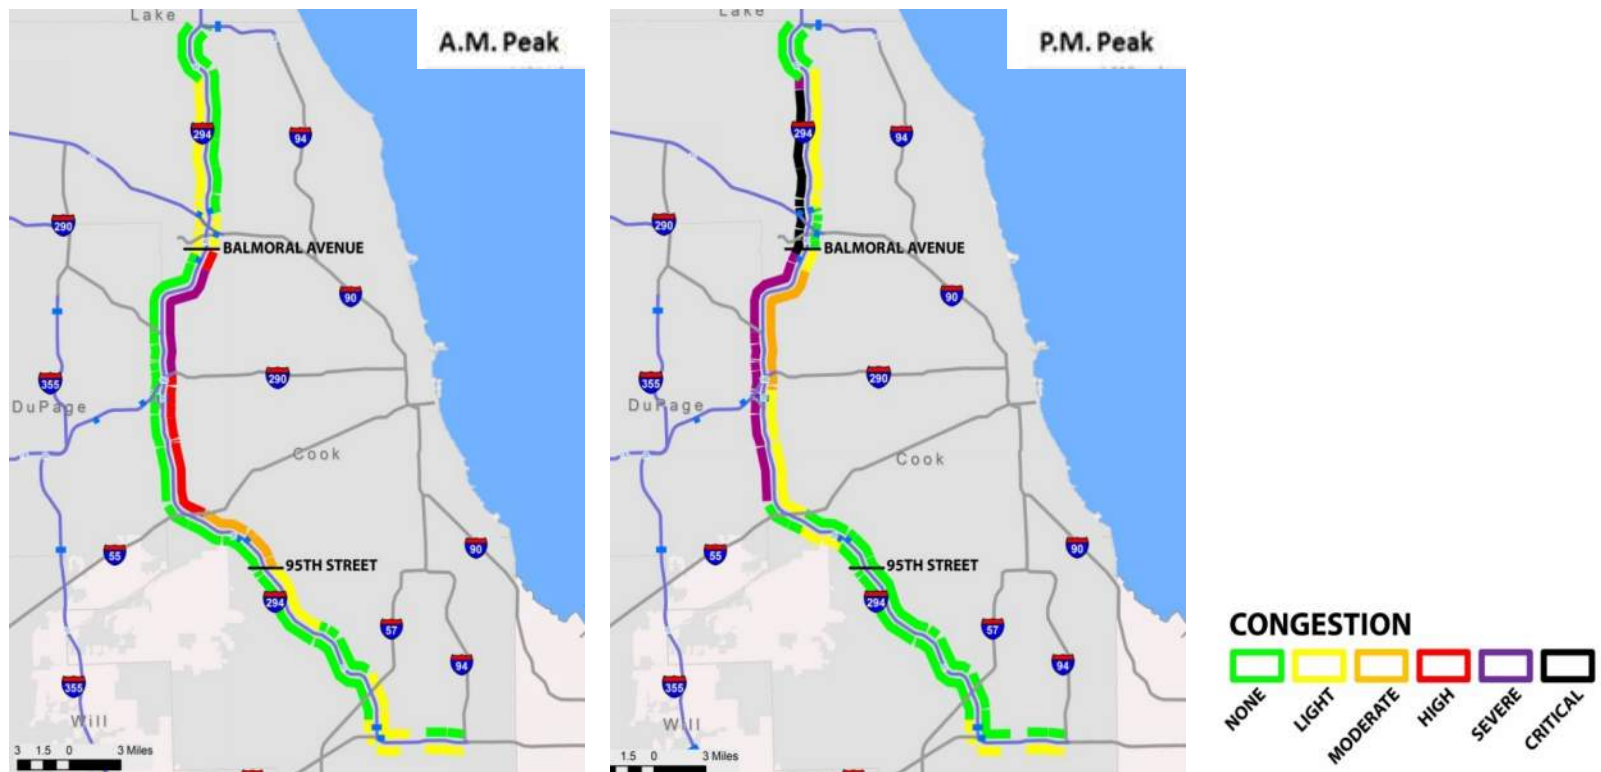 Lake
A.M. Peak
294
94
290
BALMORAL AVENUE
90
355
290
DuPage
Cook
55
95TH STREET
90
294
57
94
355
Will
3 1.5 0 3 Miles
Lake
P.M. Peak
294
94
290
BALMORAL AVENUE
90
355
290
DuPage
Cook
55
95TH STREET
90
294
57
94
355
Will
1.5 0 3 Miles
CONGESTION
NONE
LIGHT
MODERATE
HIGH
SEVERE
CRITICAL